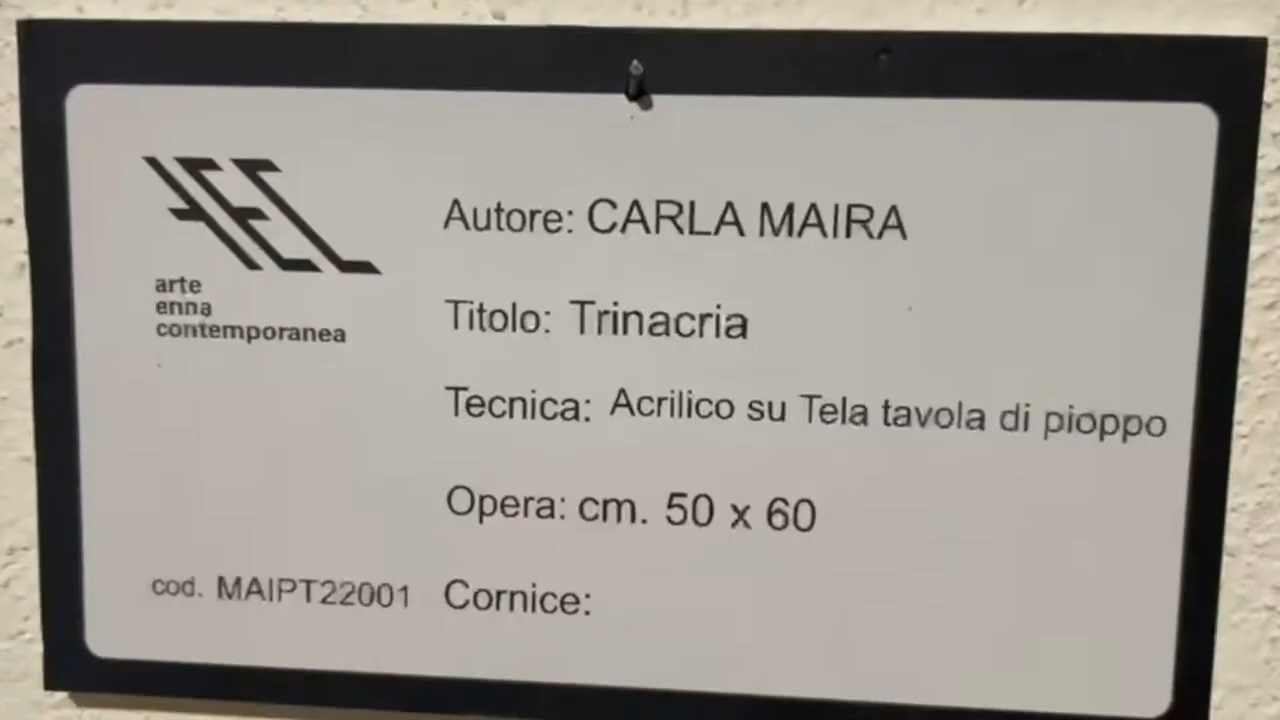 AEC
arte
enna
contemporanea
Autore: CARLA MAIRA
Titolo: Trinacria
Tecnica: Acrilico su Tela tavola di pioppo
Opera: cm. 50 x 60
cod. MAIPT22001
Cornice: